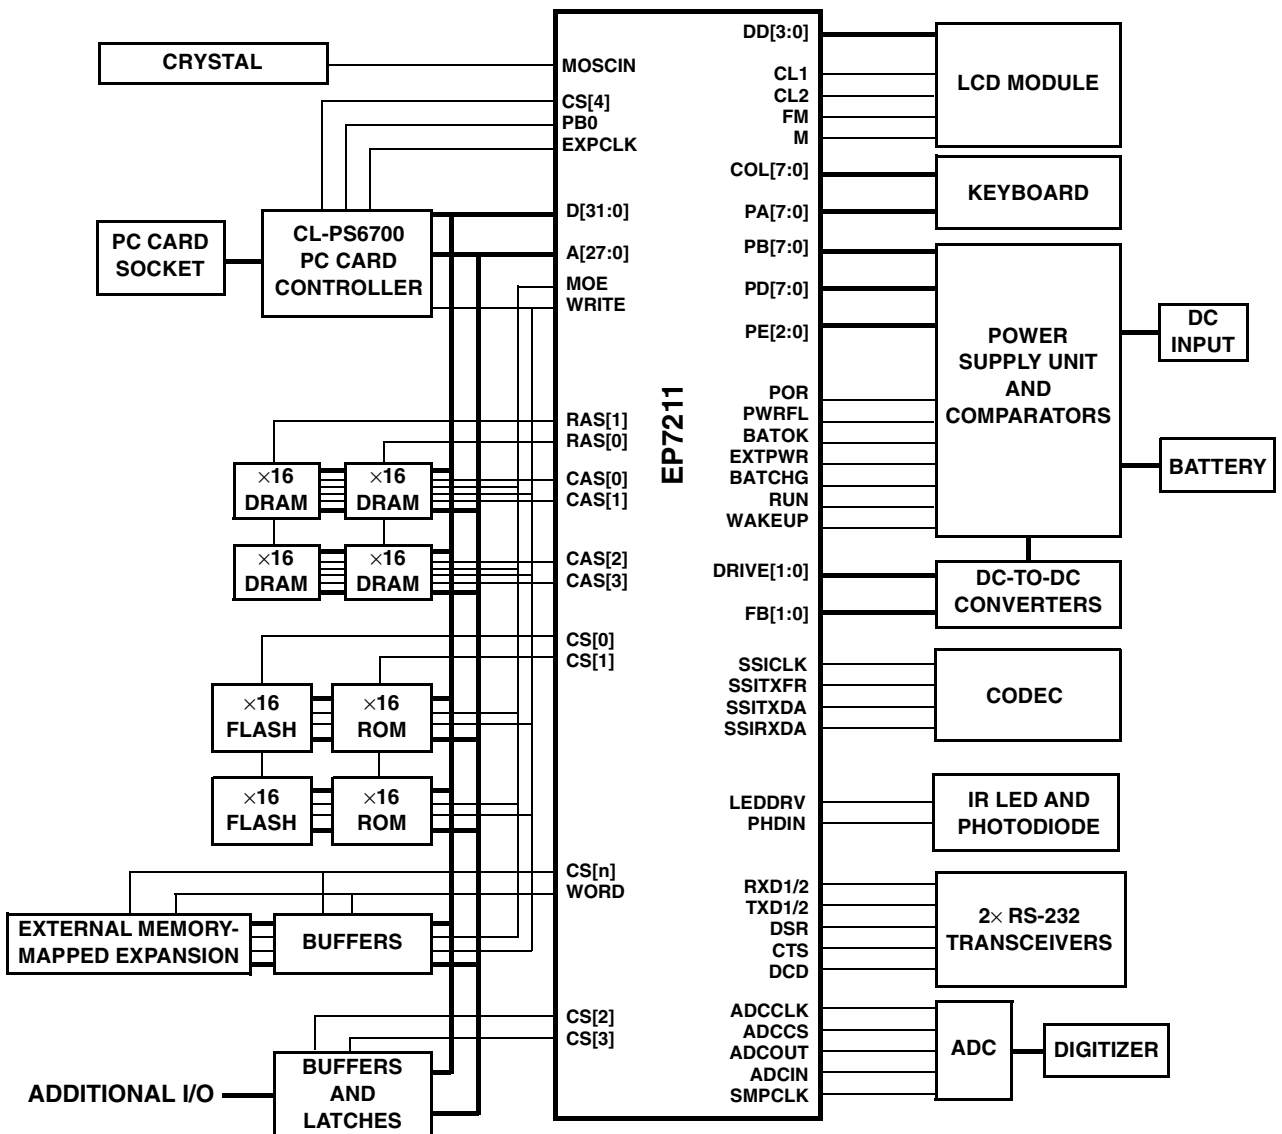 CRYSTAL
PC CARD
SOCKET
CL-PS6700
PC CARD
CONTROLLER
×16
DRAM
×16
DRAM
×16
DRAM
×16
DRAM
×16
FLASH
×16
ROM
×16
FLASH
×16
ROM
EXTERNAL MEMORY-
MAPPED EXPANSION
BUFFERS
ADDITIONAL I/O
BUFFERS
AND
LATCHES
MOSCIN
CS[4]
PB0
EXPCLK
D[31:0]
A[27:0]
MOE
WRITE
RAS[1]
RAS[0]
CAS[0]
CAS[1]
CAS[2]
CAS[3]
CS[0]
CS[1]
CS[n]
WORD
CS[2]
CS[3]
EP7211
DD[3:0]
CL1
CL2
FM
M
COL[7:0]
PA[7:0]
PB[7:0]
PD[7:0]
PE[2:0]
POR
PWRFL
BATOK
EXTPWR
BATCHG
RUN
WAKEUP
DRIVE[1:0]
FB[1:0]
SSICLK
SSITXFR
SSITXDA
SSIRXDA
LEDDRV
PHDIN
RXD1/2
TXD1/2
DSR
CTS
DCD
ADCCLK
ADCCS
ADCOUT
ADCIN
SMPCLK
LCD MODULE
KEYBOARD
POWER
SUPPLY UNIT
AND
COMPARATORS
DC
INPUT
BATTERY
DC-TO-DC
CONVERTERS
CODEC
IR LED AND
PHOTODIODE
2× RS-232
TRANSCEIVERS
ADC
DIGITIZER